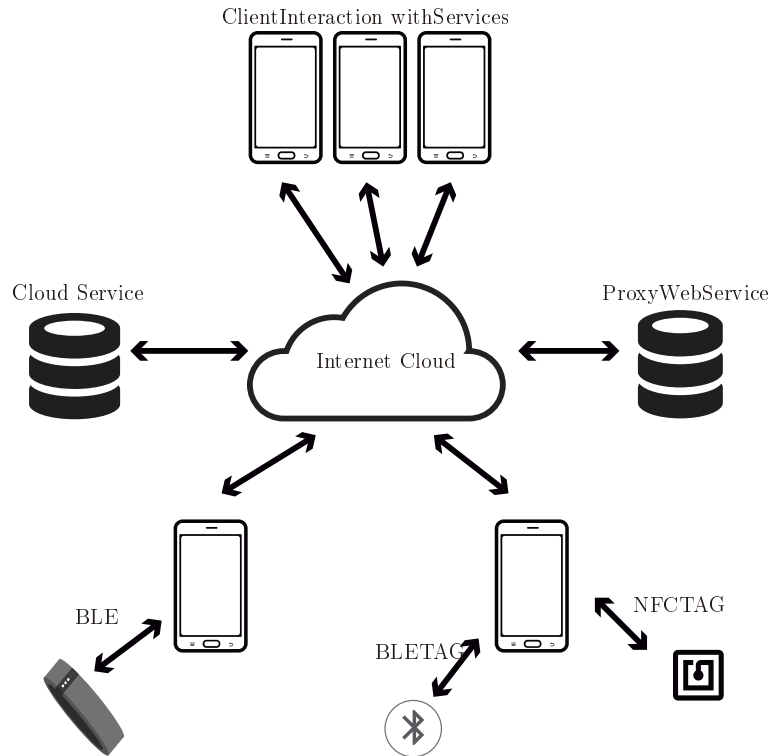 ClientInteraction withServices
Cloud Service
ProxyWebService
Internet Cloud
BLE
NFCTAG
BLETAG